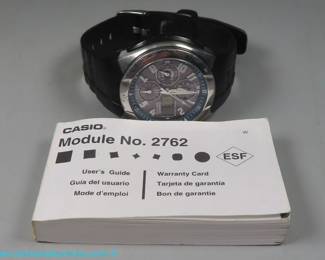 W
CASIO
Module No. 2762
ESF
User's Guide Warranty Card
Guía del usuario Tarjeta de garantía
Mode d'emploi Bon de garantie